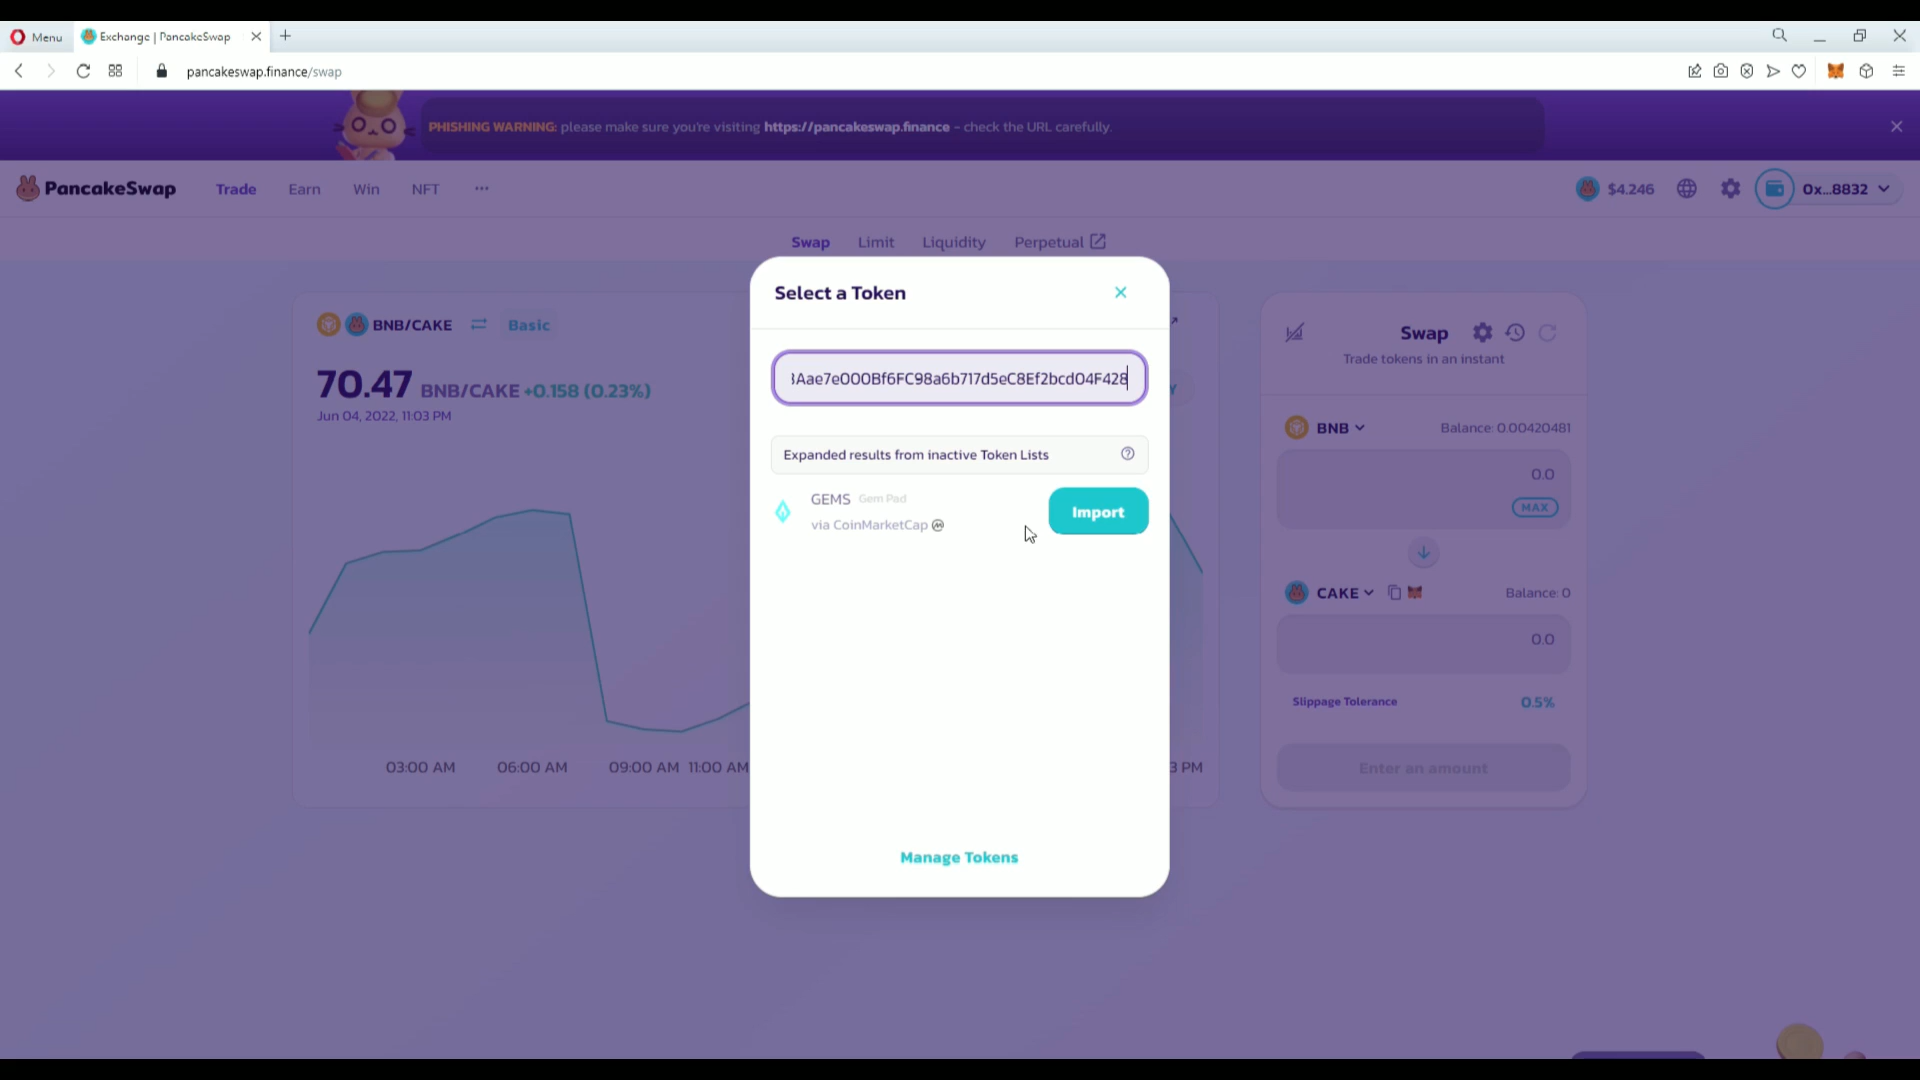 Menu
Exchange | PancakeSwap
pancakeswap.finance/swap
PHISHING WARNING: please make sure you're visiting https://pancakeswap.finance - check the URL carefully.
PancakeSwap Trade Earn Win NFT ... $4.246 0x...8832
Swap Limit Liquidity Perpetual
Select a Token
BNB/CAKE Basic
70.47 BNB/CAKE +0.158 (0.23%)
Jun 04, 2022, 11:03 PM
03:00 AM 06:00 AM 09:00 AM 11:00 AM 3 PM
Aae7e000Bf6FC98a6b717d5eC8Ef2bcd04F428
Expanded results from inactive Token Lists
GEMS Gem Pad
via CoinMarketCap
Import
Manage Tokens
Swap
Trade tokens in an instant
BNB Balance: 0.00420481
0.0
MAX
CAKE Balance: 0
0.0
Slippage Tolerance 0.5%
Enter an amount